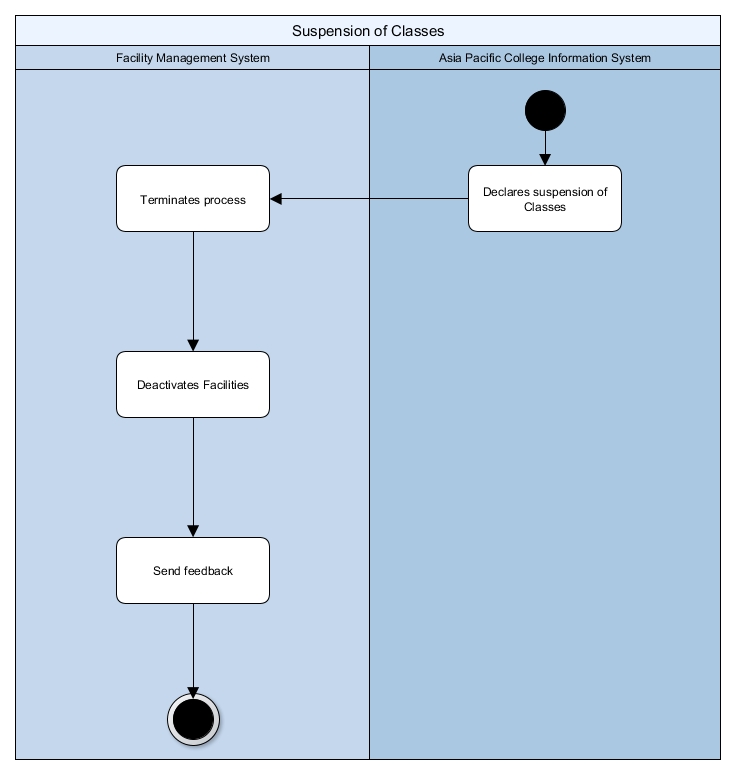 Suspension of Classes
Facility Management System
Asia Pacific College Information System
Declares suspension of
Classes
Terminates process
Deactivates Facilities
Send feedback